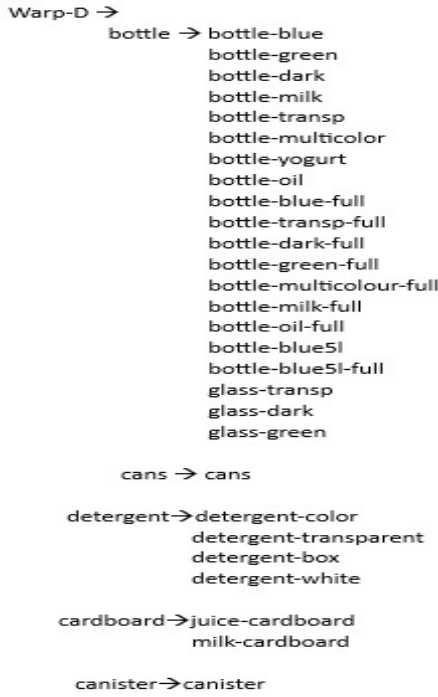 Warp-D →
bottle → bottle-blue
bottle-green
bottle-dark
bottle-milk
bottle-transp
bottle-multicolor
bottle-yogurt
bottle-oil
bottle-blue-full
bottle-transp-full
bottle-dark-full
bottle-green-full
bottle-multicolour-full
bottle-milk-full
bottle-oil-full
bottle-blue5l
bottle-blue5l-full
glass-transp
glass-dark
glass-green
cans → cans
detergent→detergent-color
detergent-transparent
detergent-box
detergent-white
cardboard→juice-cardboard
milk-cardboard
canister→canister